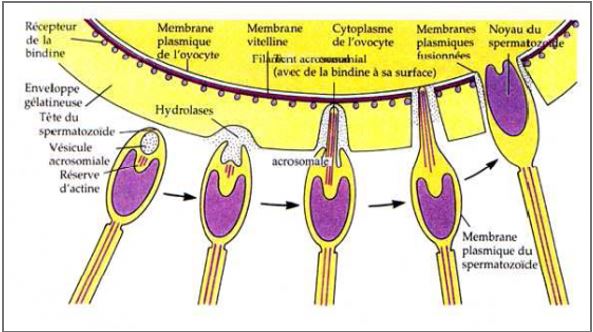 Récepteur
de la
bindine
Membrane
plasmique
de l'ovocyte
Membrane
vitelline
Cytoplasme
de l'ovocyte
Membranes
plasmiques
fusionnées
Noyau du
spermatozoïde
acrosomial
(avec de la bindine à sa surface)
Enveloppe
gélatineuse
Tête du
spermatozoïde
Vésicule
acrosomiale
Réserve
d'actine
Hydrolases
acrosomale
Membrane
plasmique du
spermatozoïde